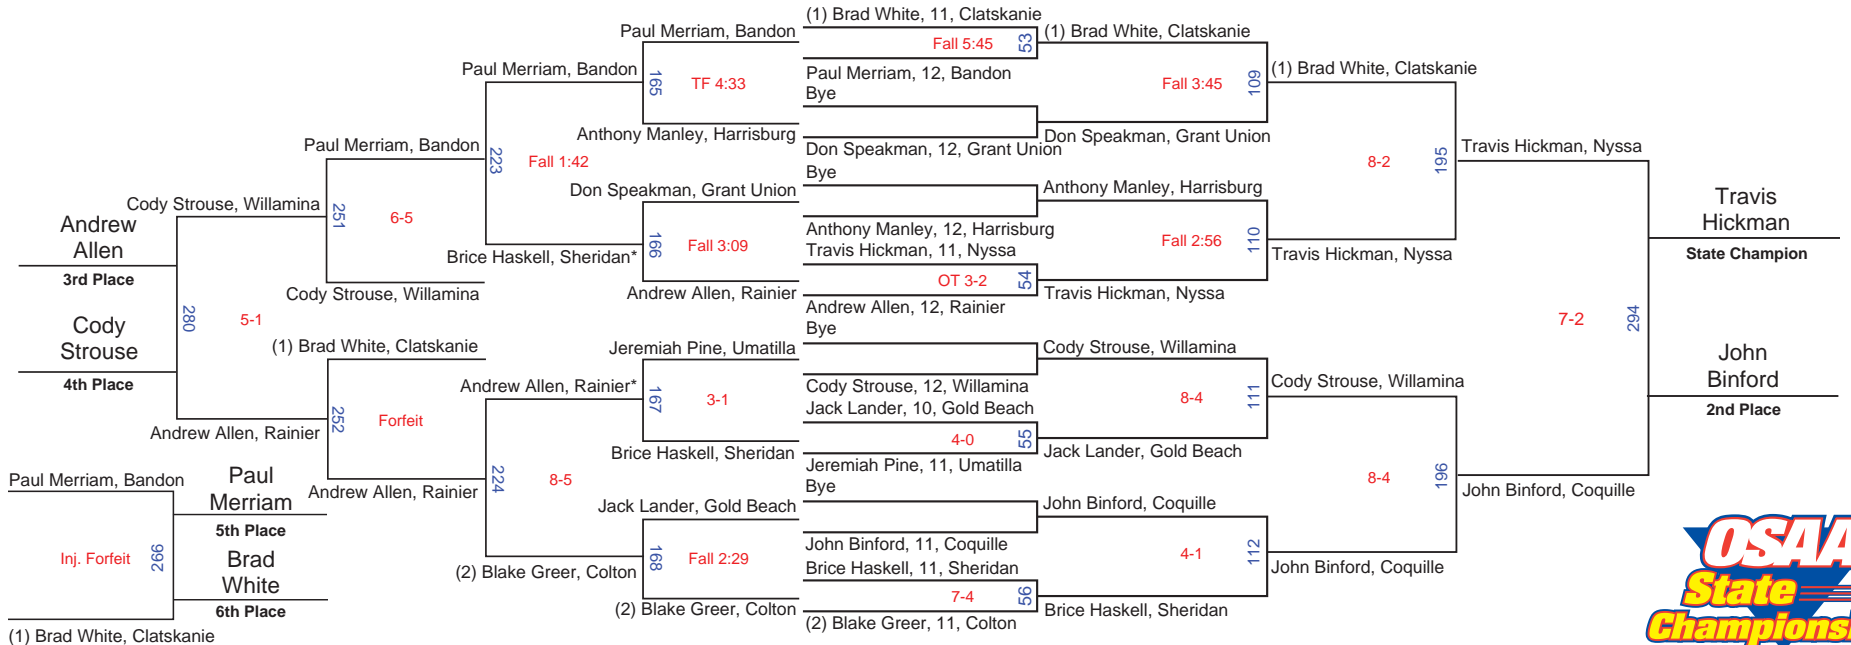 (1) Brad White, 11, Clatskanie
Fall 5:45
53
Paul Merriam, 12, Bandon
Bye
Don Speakman, 12, Grant Union
Bye
Anthony Manley, 12, Harrisburg
Travis Hickman, 11, Nyssa
OT 3-2
54
Andrew Allen, 12, Rainier
Bye
Cody Strouse, 12, Willamina
Jack Lander, 10, Gold Beach
4-0
55
Jeremiah Pine, 11, Umatilla
Bye
John Binford, 11, Coquille
Brice Haskell, 11, Sheridan
7-4
56
(2) Blake Greer, 11, Colton
(1) Brad White, Clatskanie
Fall 3:45
109
Don Speakman, Grant Union
Anthony Manley, Harrisburg
Fall 2:56
110
Travis Hickman, Nyssa
Cody Strouse, Willamina
8-4
111
Jack Lander, Gold Beach
John Binford, Coquille
4-1
112
Brice Haskell, Sheridan
(1) Brad White, Clatskanie
8-2
195
Travis Hickman, Nyssa
Cody Strouse, Willamina
8-4
196
John Binford, Coquille
Travis Hickman, Nyssa
7-2
294
John Binford, Coquille
Travis
Hickman
State Champion
John
Binford
2nd Place
Paul Merriam, Bandon
TF 4:33
165
Anthony Manley, Harrisburg
Don Speakman, Grant Union
Fall 3:09
166
Andrew Allen, Rainier
Jeremiah Pine, Umatilla
3-1
167
Brice Haskell, Sheridan
Jack Lander, Gold Beach
Fall 2:29
168
(2) Blake Greer, Colton
Paul Merriam, Bandon
Fall 1:42
223
Brice Haskell, Sheridan*
Andrew Allen, Rainier*
8-5
224
(2) Blake Greer, Colton
Paul Merriam, Bandon
6-5
251
Cody Strouse, Willamina
(1) Brad White, Clatskanie
Forfeit
252
Andrew Allen, Rainier
Cody Strouse, Willamina
5-1
280
Andrew Allen, Rainier
Andrew
Allen
3rd Place
Cody
Strouse
4th Place
Paul Merriam, Bandon
Inj. Forfeit
266
(1) Brad White, Clatskanie
Paul
Merriam
5th Place
Brad
White
6th Place
OSAA
State